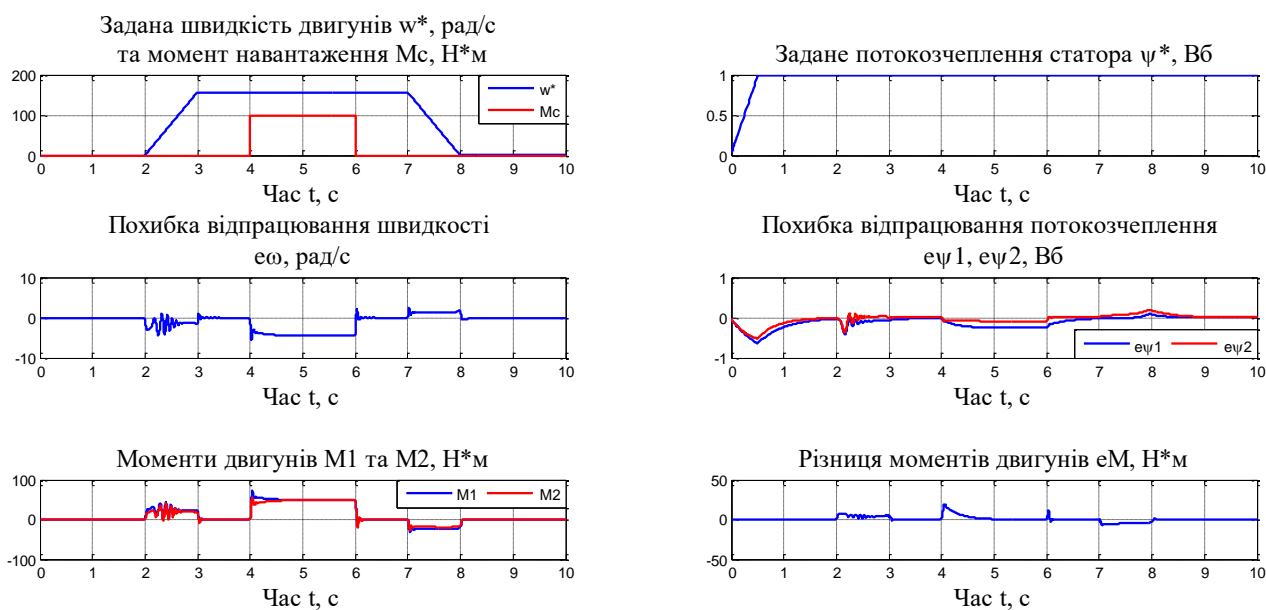 Задана швидкість двигунів w*, рад/с
та момент навантаження Мс, Н*м
200
100
0
w*
Mc
0 1 2 3 4 5 6 7 8 9 10
Час t, с
Задане потокозчеплення статора ψ*, Вб
1
0.5
0
0 1 2 3 4 5 6 7 8 9 10
Час t, с
Похибка відпрацювання швидкості
eω, рад/с
10
0
-10
0 1 2 3 4 5 6 7 8 9 10
Час t, с
Похибка відпрацювання потокозчеплення
eψ1, eψ2, Вб
1
0
-1
eψ1 eψ2
0 1 2 3 4 5 6 7 8 9 10
Час t, с
Моменти двигунів М1 та М2, Н*м
100
0
-100
M1 M2
0 1 2 3 4 5 6 7 8 9 10
Час t, с
Різниця моментів двигунів еМ, Н*м
50
0
-50
0 1 2 3 4 5 6 7 8 9 10
Час t, с